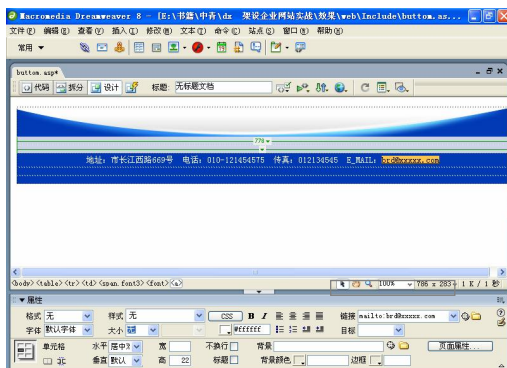 Macromedia Dreamweaver 8 - [E:\书籍\中青\dx 架设企业网站实战\效果\web\Include\buttom.as...
文件(F) 编辑(E) 查看(V) 插入(I) 修改(M) 文本(T) 命令(C) 站点(S) 窗口(W) 帮助(H)
常用
buttom.asp*
代码 拆分 设计 标题: 无标题文档
778
地址：市长江西路669号 电话：010-121454575 传真：012134545 E_MAIL：brd@xxxxx.com
<body> <table> <tr> <td> <span.font3> <font> <a> 100% 786 x 283 1 K / 1 秒
属性
格式 无 样式 无 CSS B I 链接 mailto:brd@xxxxx.com
字体 默认字体 大小 无 #ffffff 目标
单元格 水平 居中对 宽 不换行 背景 页面属性...
垂直 默认 高 22 标题 背景颜色 边框